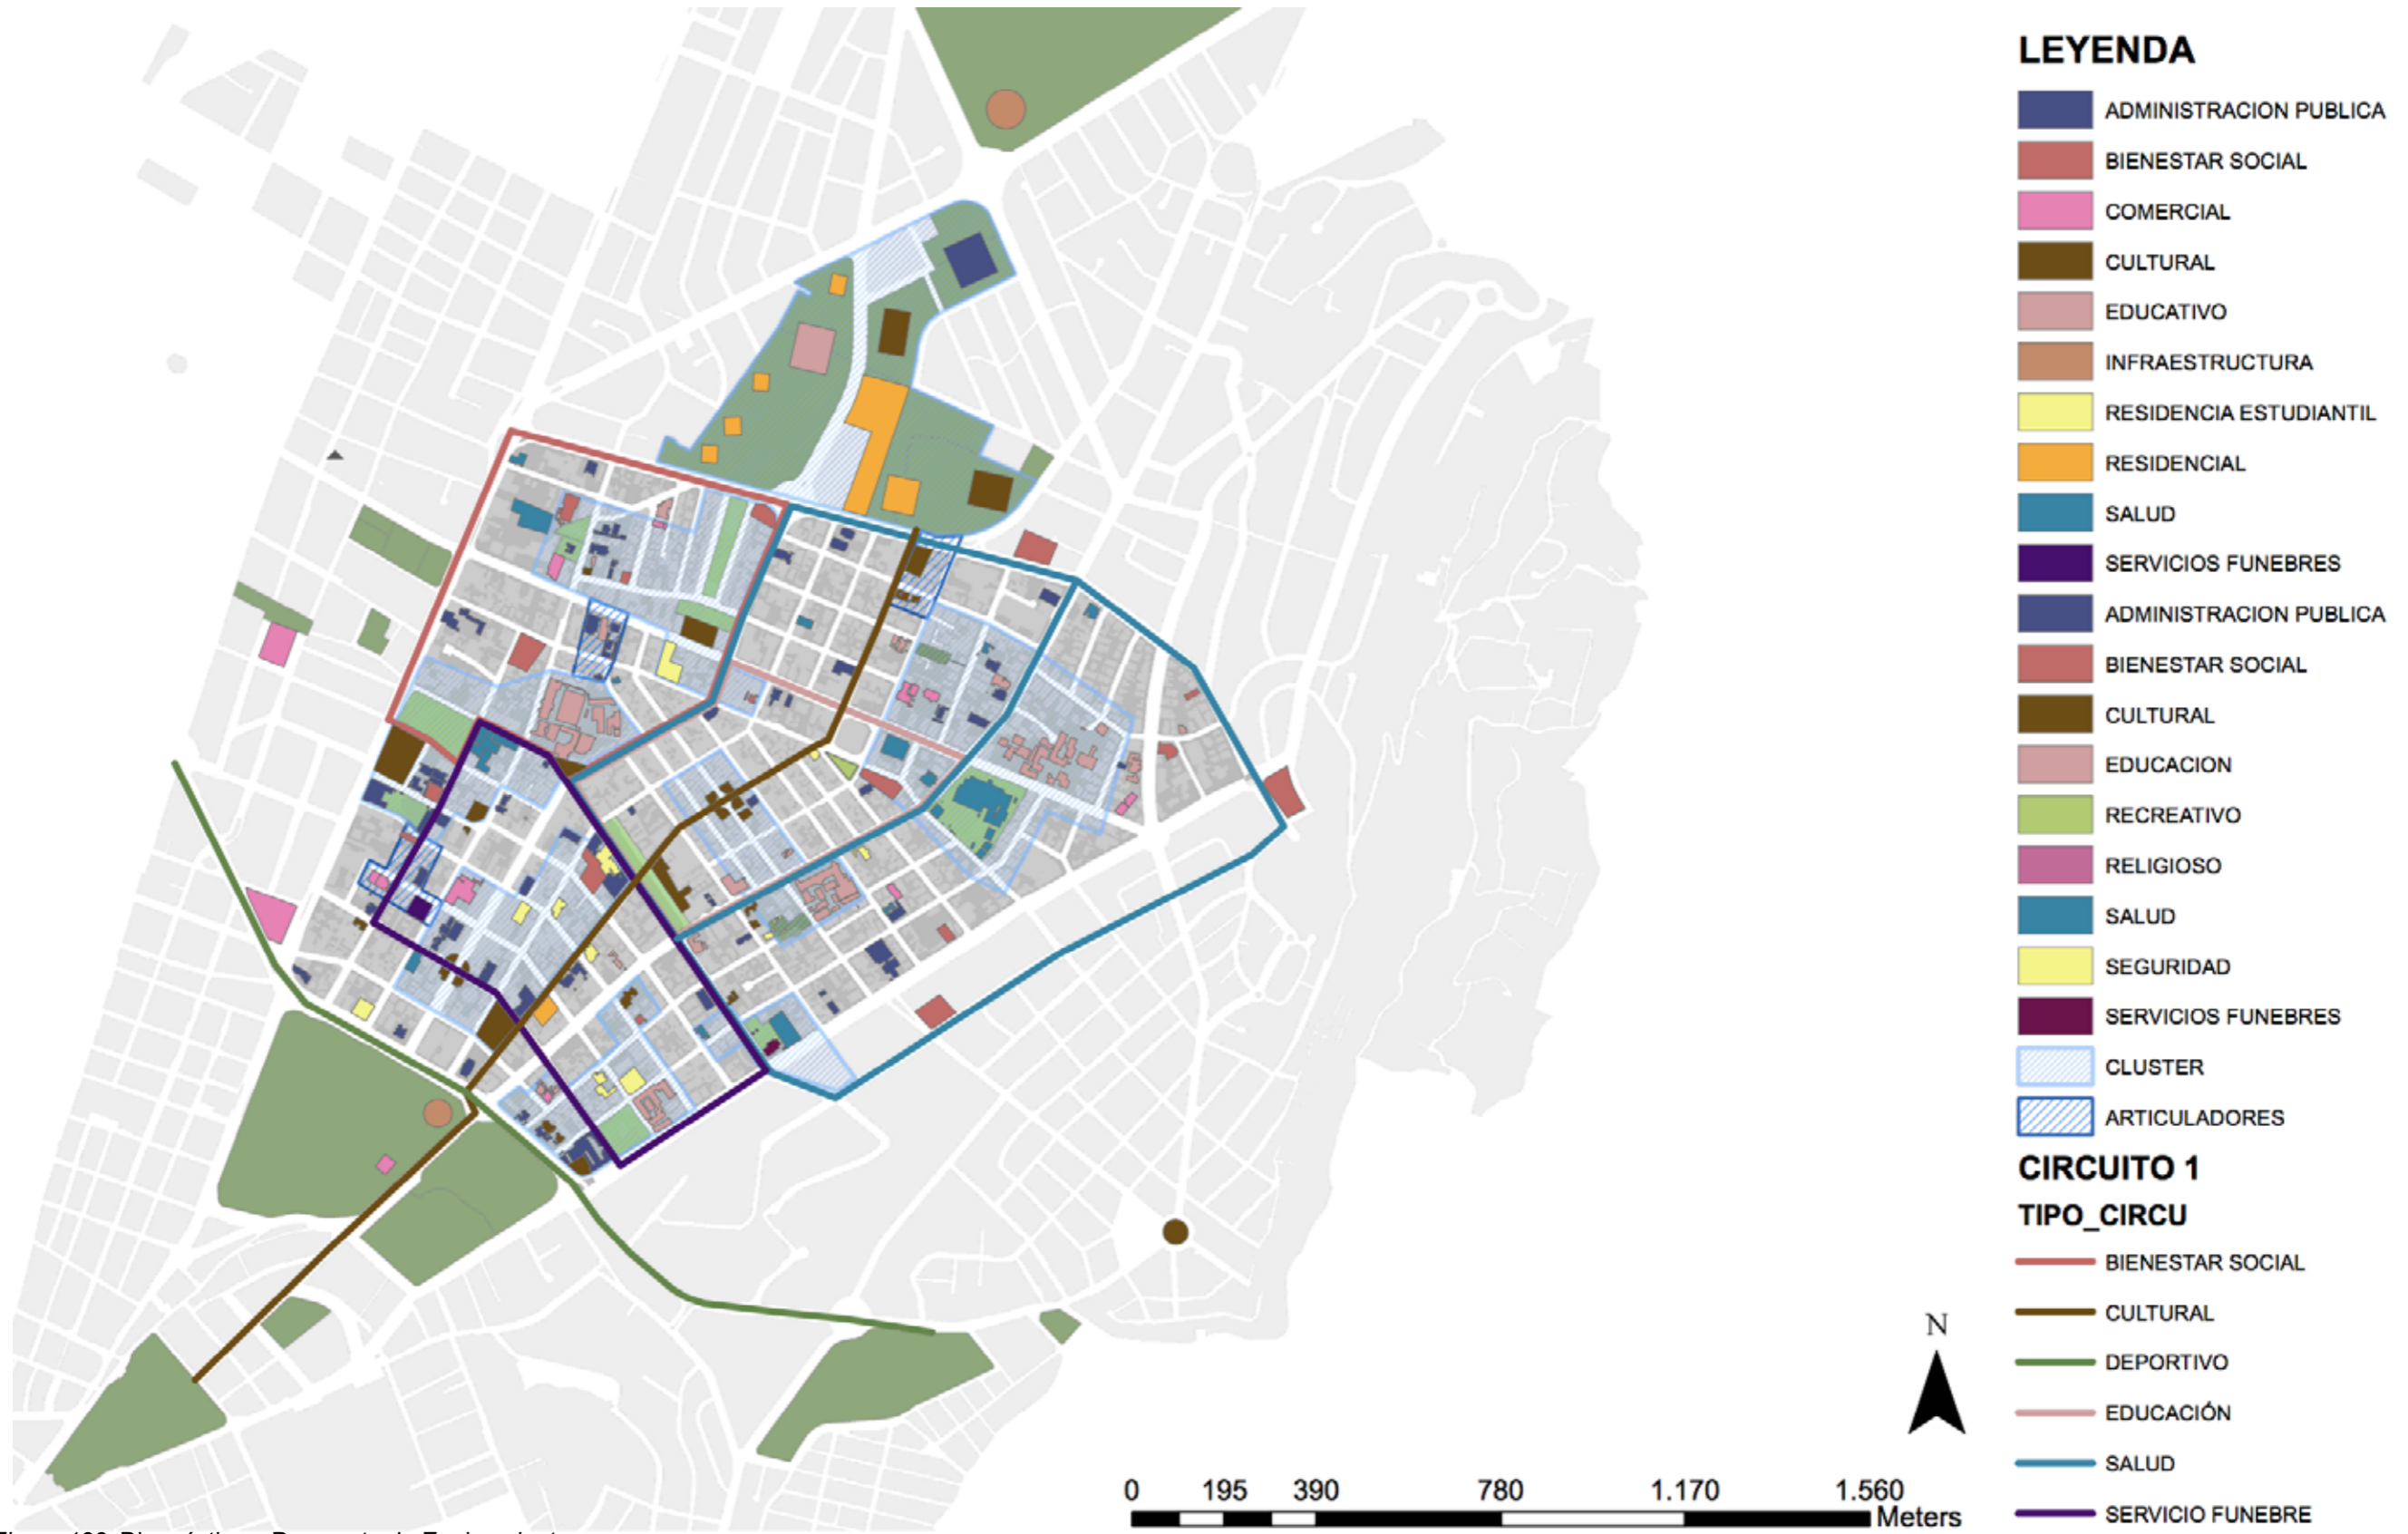 LEYENDA
ADMINISTRACION PUBLICA
BIENESTAR SOCIAL
COMERCIAL
CULTURAL
EDUCATIVO
INFRAESTRUCTURA
RESIDENCIA ESTUDIANTIL
RESIDENCIAL
SALUD
SERVICIOS FUNEBRES
ADMINISTRACION PUBLICA
BIENESTAR SOCIAL
CULTURAL
EDUCACION
RECREATIVO
RELIGIOSO
SALUD
SEGURIDAD
SERVICIOS FUNEBRES
CLUSTER
ARTICULADORES
CIRCUITO 1
TIPO_CIRCU
BIENESTAR SOCIAL
CULTURAL
DEPORTIVO
EDUCACIÓN
SALUD
SERVICIO FUNEBRE
N
0 195 390 780 1.170 1.560
Meters